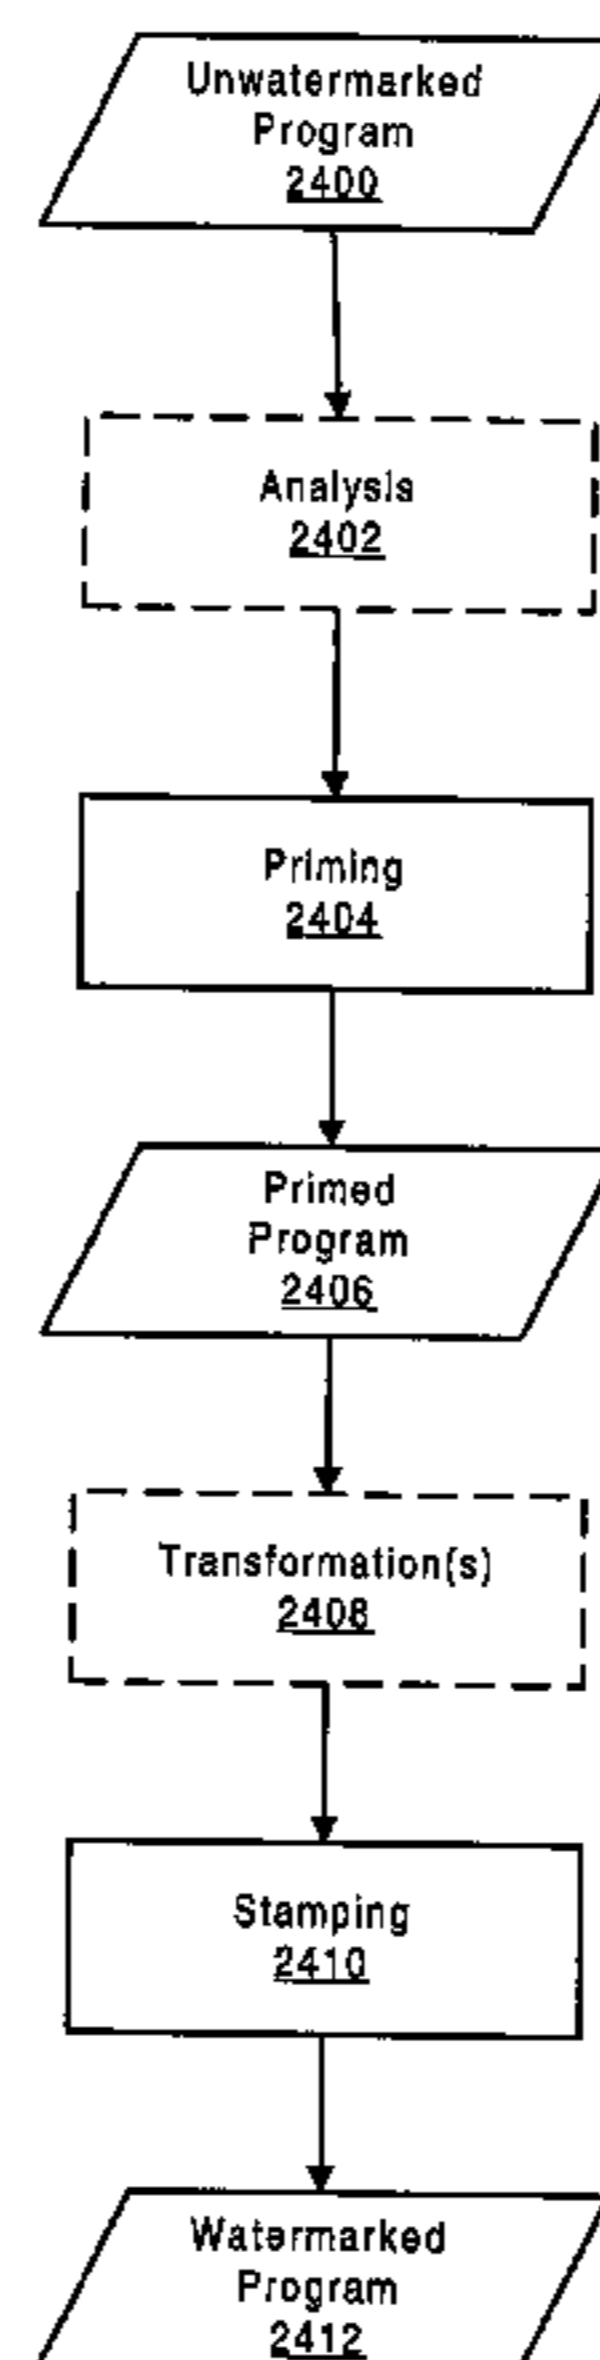 Unwatermarked
Program
2400
Analysis
2402
Priming
2404
Primed
Program
2406
Transformation(s)
2408
Stamping
2410
Watermarked
Program
2412